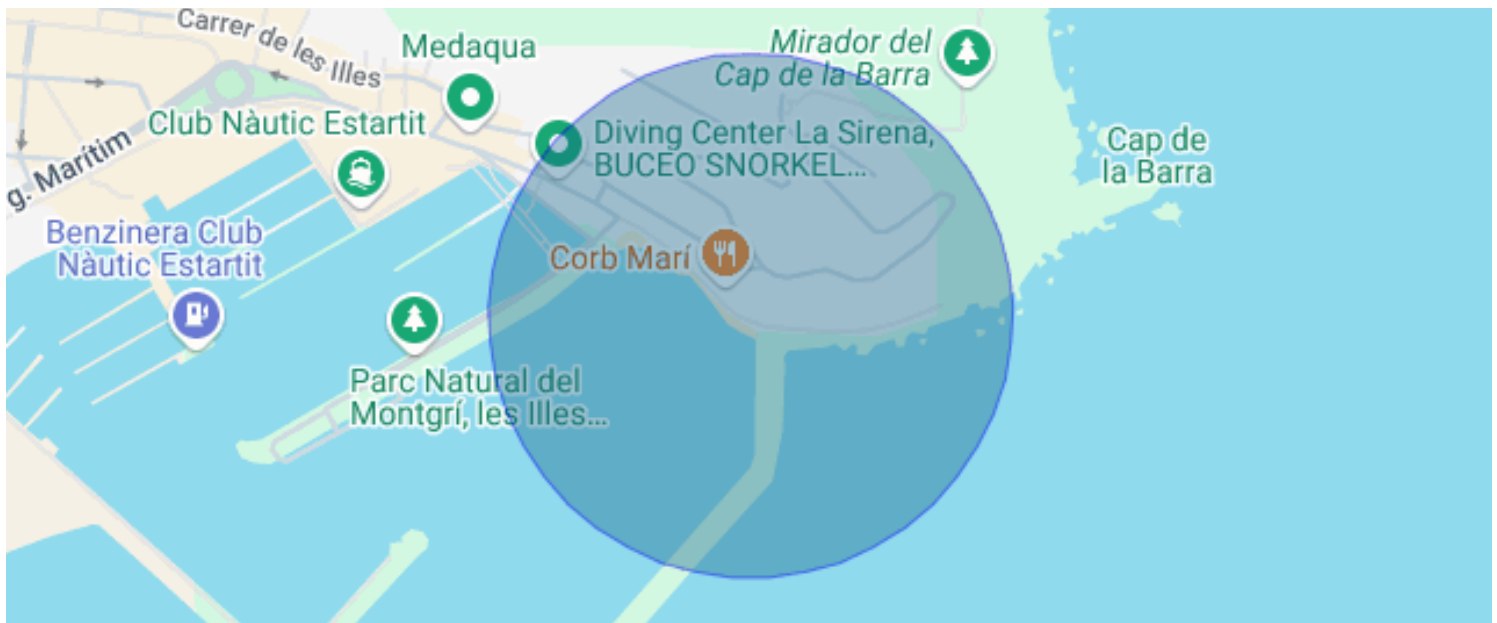 Carrer de les Illes
Medaqua
Mirador del
Cap de la Barra
Club Nàutic Estartit
Diving Center La Sirena,
BUCEO SNORKEL...
Cap de
la Barra
g. Marítim
Benzinera Club
Nàutic Estartit
Corb Marí
Parc Natural del
Montgrí, les Illes...